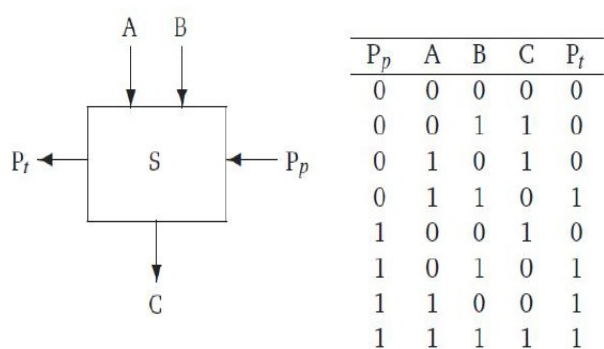 A B
P_t S P_p
C
P_p A B C P_t
0 0 0 0 0
0 0 1 1 0
0 1 0 1 0
0 1 1 0 1
1 0 0 1 0
1 0 1 0 1
1 1 0 0 1
1 1 1 1 1